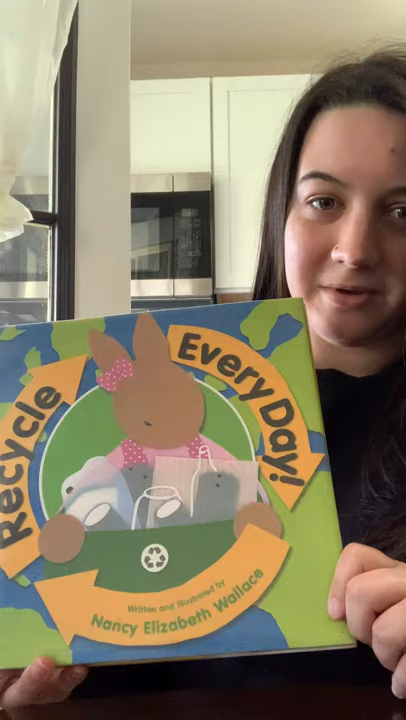 Recycle
Every Day!
Written and Illustrated by
Nancy Elizabeth Wallace